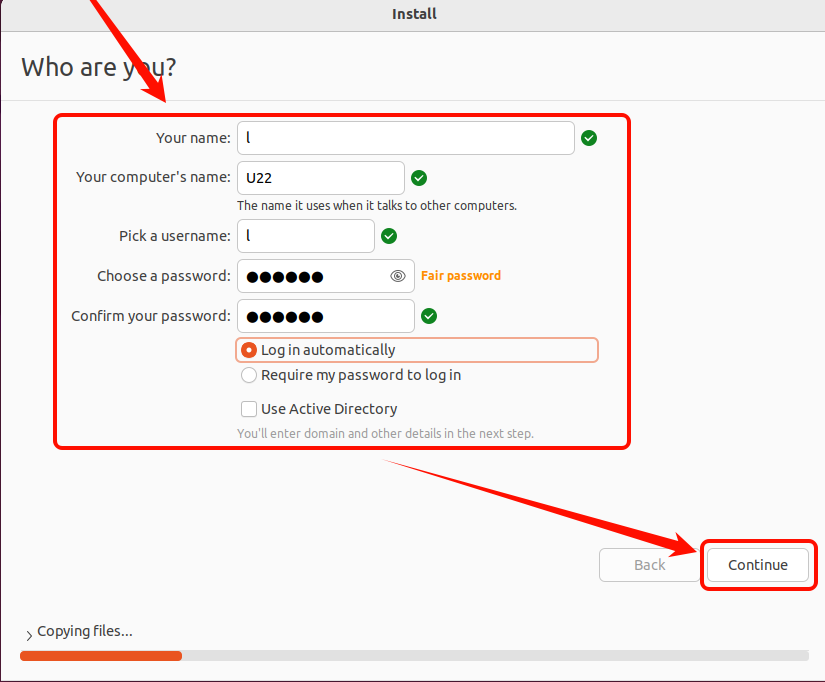 Install
Who are you?
Your name: l
Your computer's name: U22
The name it uses when it talks to other computers.
Pick a username: l
Choose a password: ●●●●●● Fair password
Confirm your password: ●●●●●●
Log in automatically
Require my password to log in
Use Active Directory
You'll enter domain and other details in the next step.
Back Continue
Copying files...